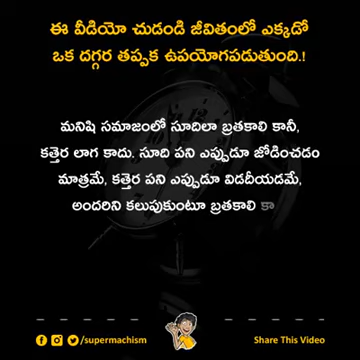 ఈ వీడియో చుడండి జీవితంలో ఎక్కడో
ఒక దగ్గర తప్పక ఉపయోగపడుతుంది.!
మనిషి సమాజంలో సూదిలా బ్రతకాలి కానీ,
కత్తెర లాగ కాదు. సూది పని ఎప్పుడూ జోడించడం
మాత్రమే, కత్తెర పని ఎప్పుడూ విడదీయడమే,
అందరిని కలుపుకుంటూ బ్రతకాలి కా
/supermachism
Share This Video